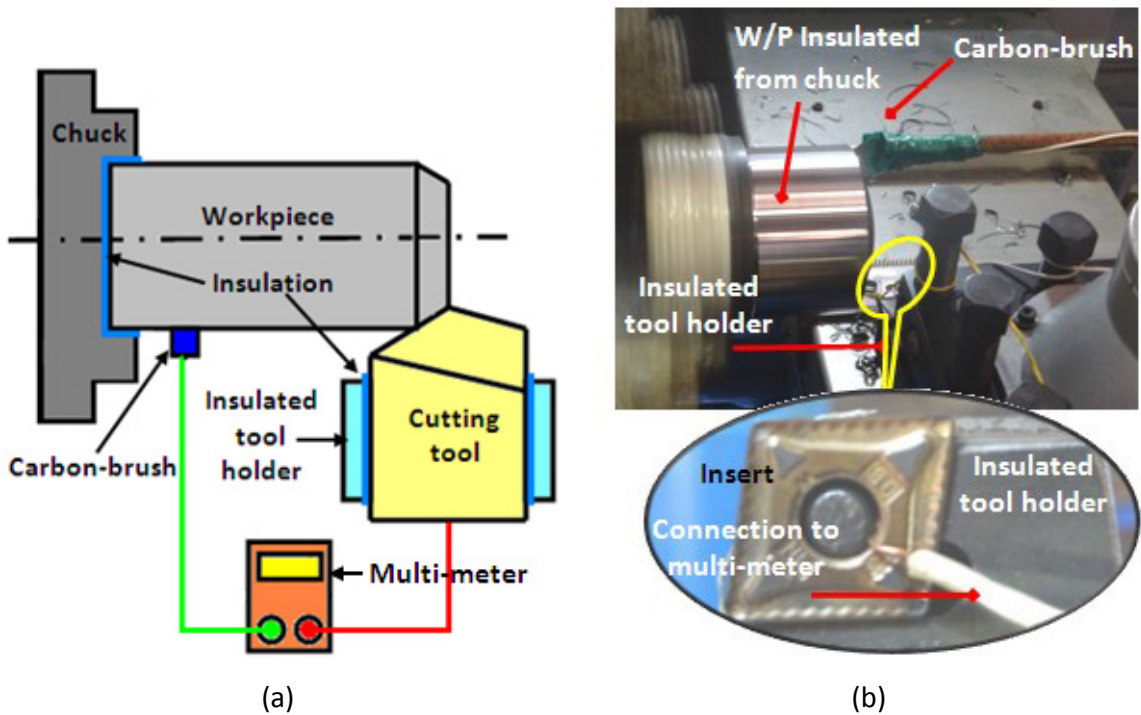 Chuck
Workpiece
Insulation
Insulated
tool
holder
Cutting
tool
Carbon-brush
Multi-meter
(a)
W/P Insulated
from chuck
Carbon-brush
Insulated
tool holder
Insert
Insulated
tool holder
Connection to
multi-meter
(b)